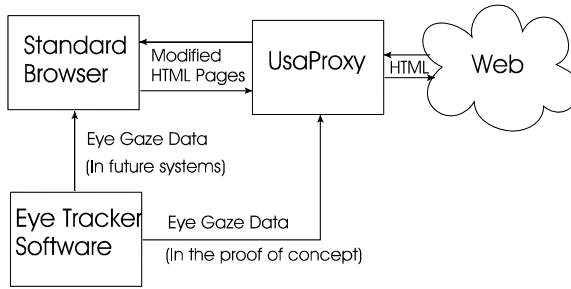 Standard
Browser
Modified
HTML Pages
UsaProxy
HTML
Web
Eye Gaze Data
(In future systems)
Eye Tracker
Software
Eye Gaze Data
(In the proof of concept)